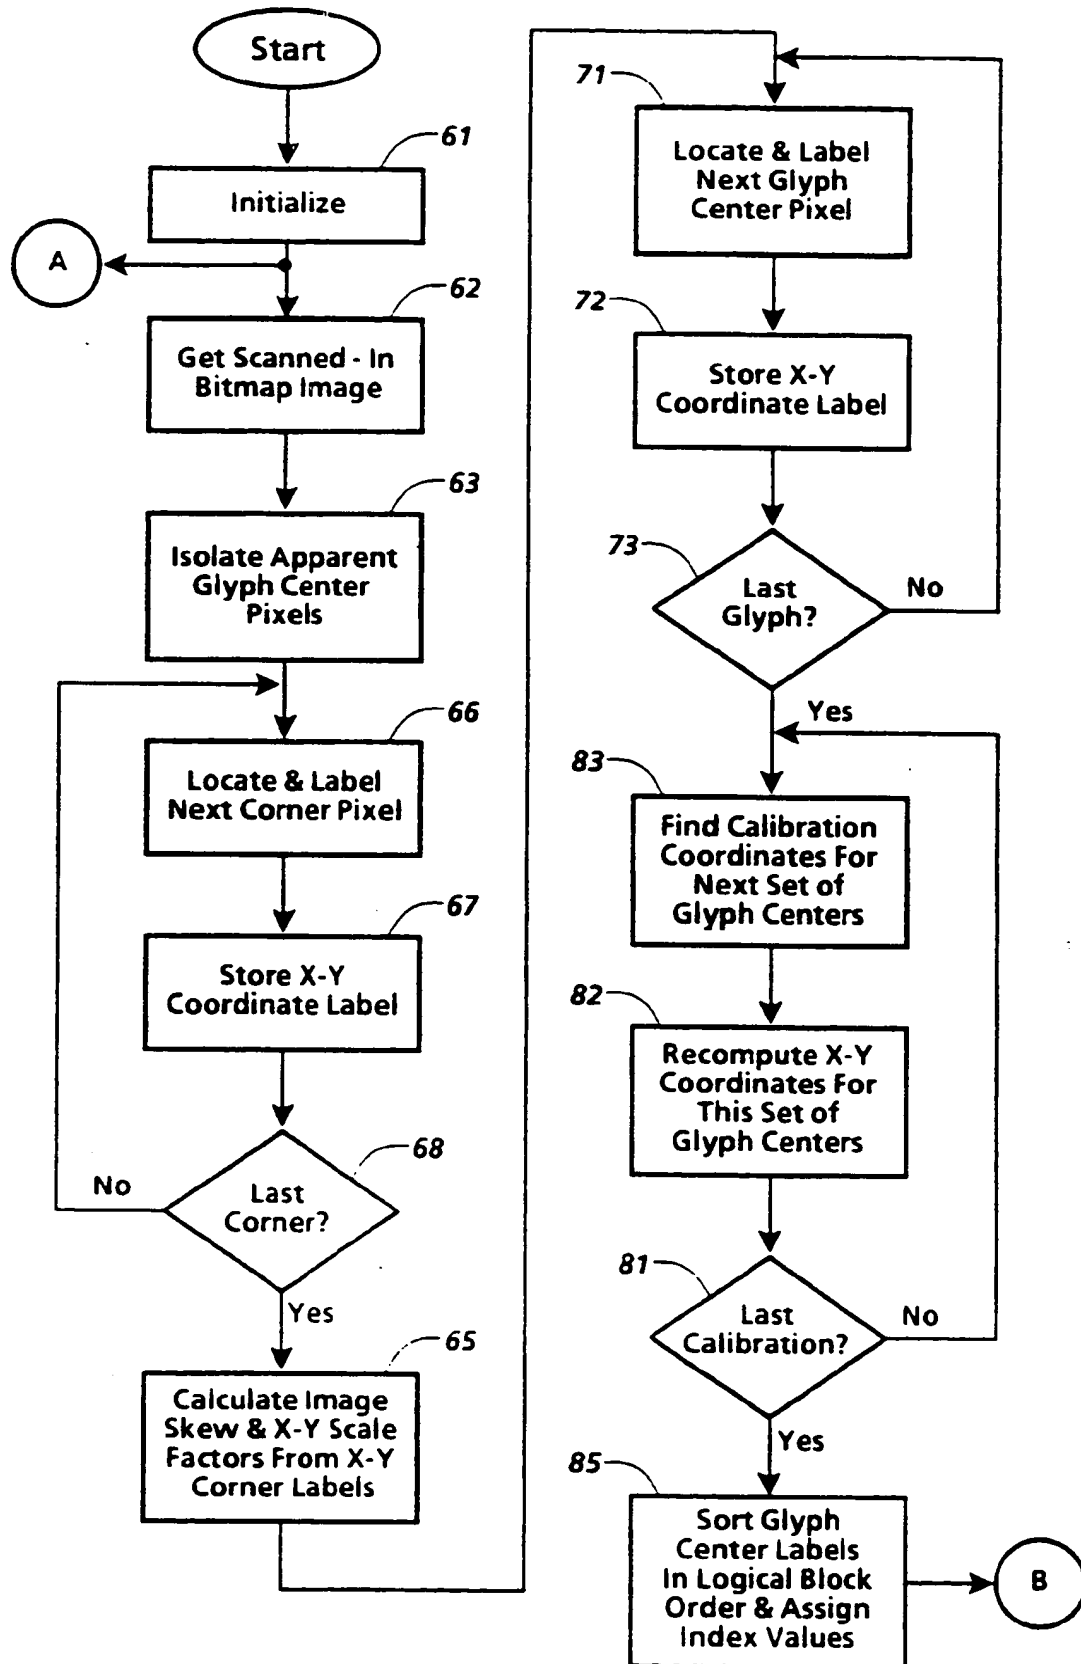 Start
61
Initialize
A
62
Get Scanned - In
Bitmap Image
63
Isolate Apparent
Glyph Center
Pixels
66
Locate & Label
Next Corner Pixel
67
Store X-Y
Coordinate Label
68
Last
Corner?
No
Yes
65
Calculate Image
Skew & X-Y Scale
Factors From X-Y
Corner Labels
71
Locate & Label
Next Glyph
Center Pixel
72
Store X-Y
Coordinate Label
73
Last
Glyph?
No
Yes
83
Find Calibration
Coordinates For
Next Set of
Glyph Centers
82
Recompute X-Y
Coordinates For
This Set of
Glyph Centers
81
Last
Calibration?
No
Yes
85
Sort Glyph
Center Labels
In Logical Block
Order & Assign
Index Values
B